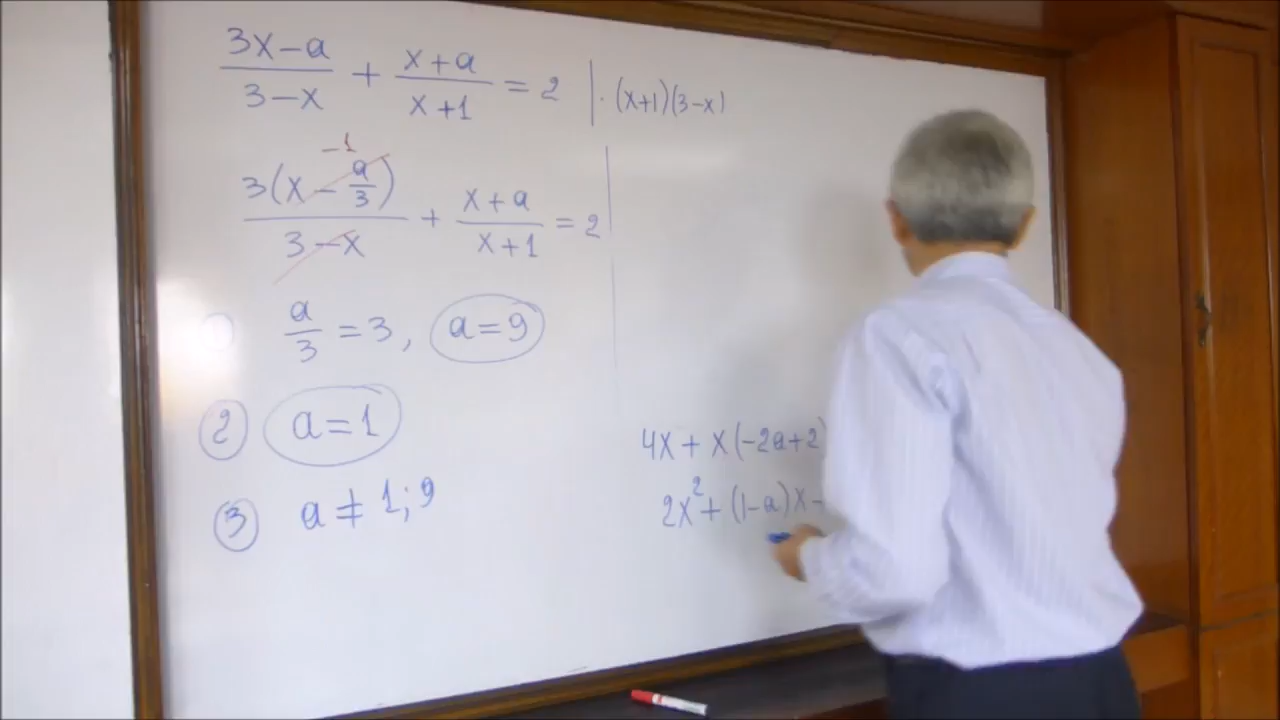 (3x-a)/(3-x) + (x+a)/(x+1) = 2 | · (x+1)(3-x)
-1
3(x - a/3)/(3-x) + (x+a)/(x+1) = 2
a/3 = 3, a=9
2 a=1
3 a ≠ 1; 9
4x + x(-2a+2)
2x² + (1-a)x -